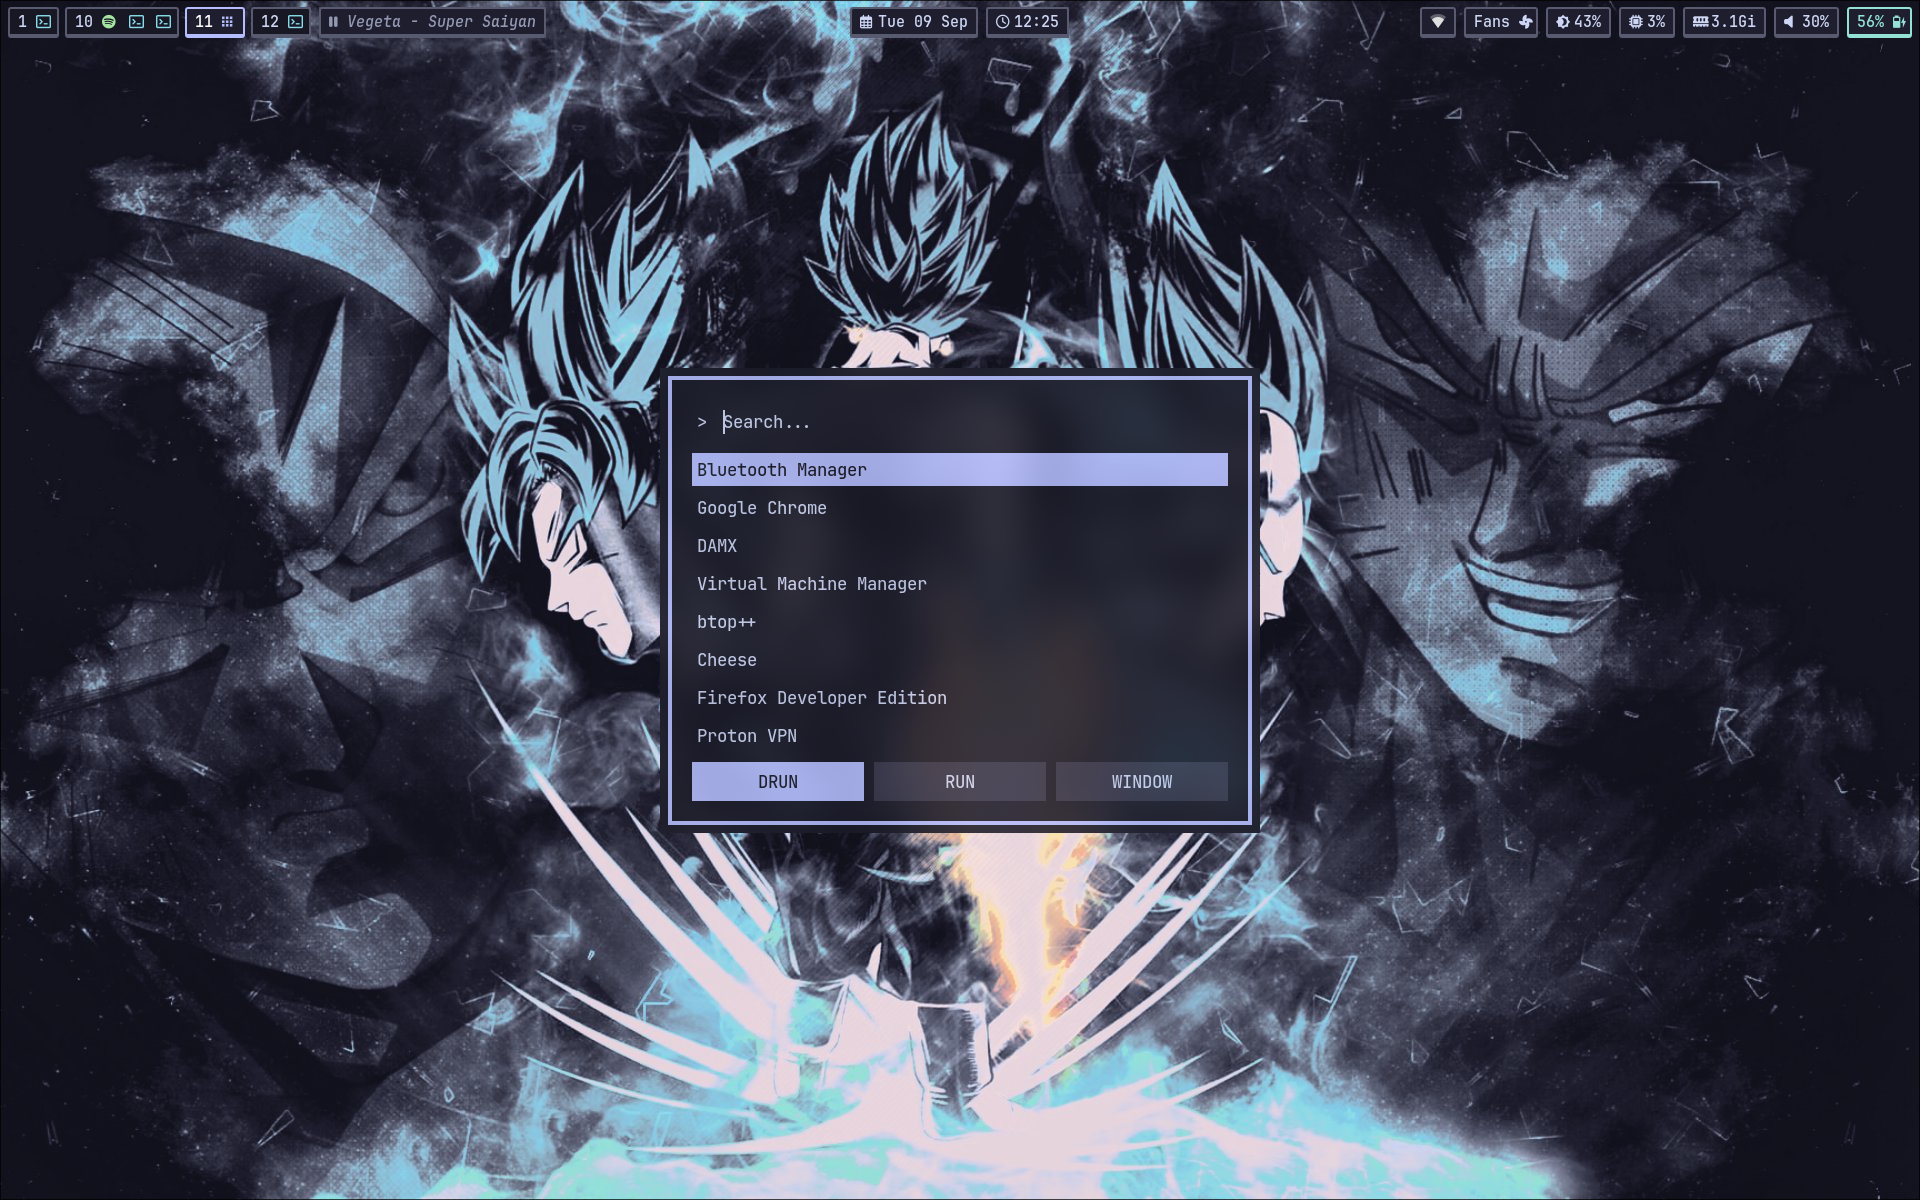 1 10 11 12 Vegeta - Super Saiyan Tue 09 Sep 12:25 Fans 43% 3% 3.1Gi 30% 56%
> Search...
Bluetooth Manager
Google Chrome
DAMX
Virtual Machine Manager
btop++
Cheese
Firefox Developer Edition
Proton VPN
DRUN RUN WINDOW